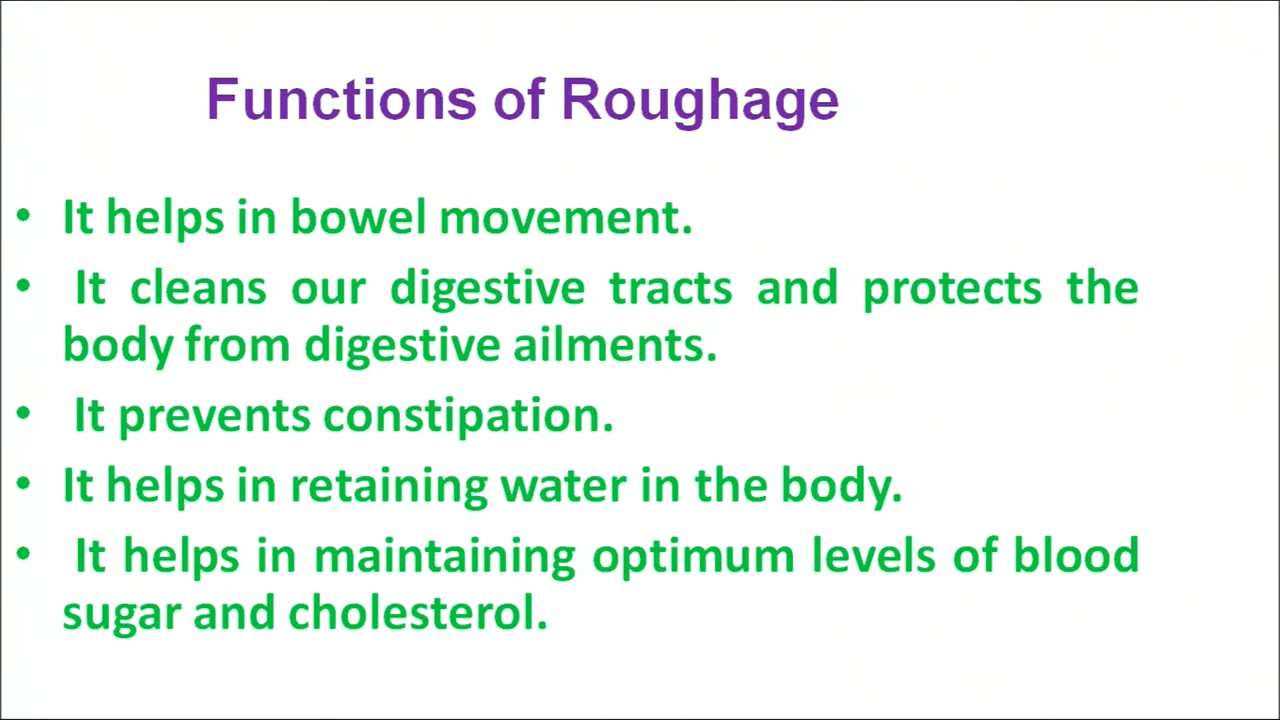 Functions of Roughage
• It helps in bowel movement.
• It cleans our digestive tracts and protects the
body from digestive ailments.
• It prevents constipation.
• It helps in retaining water in the body.
• It helps in maintaining optimum levels of blood
sugar and cholesterol.